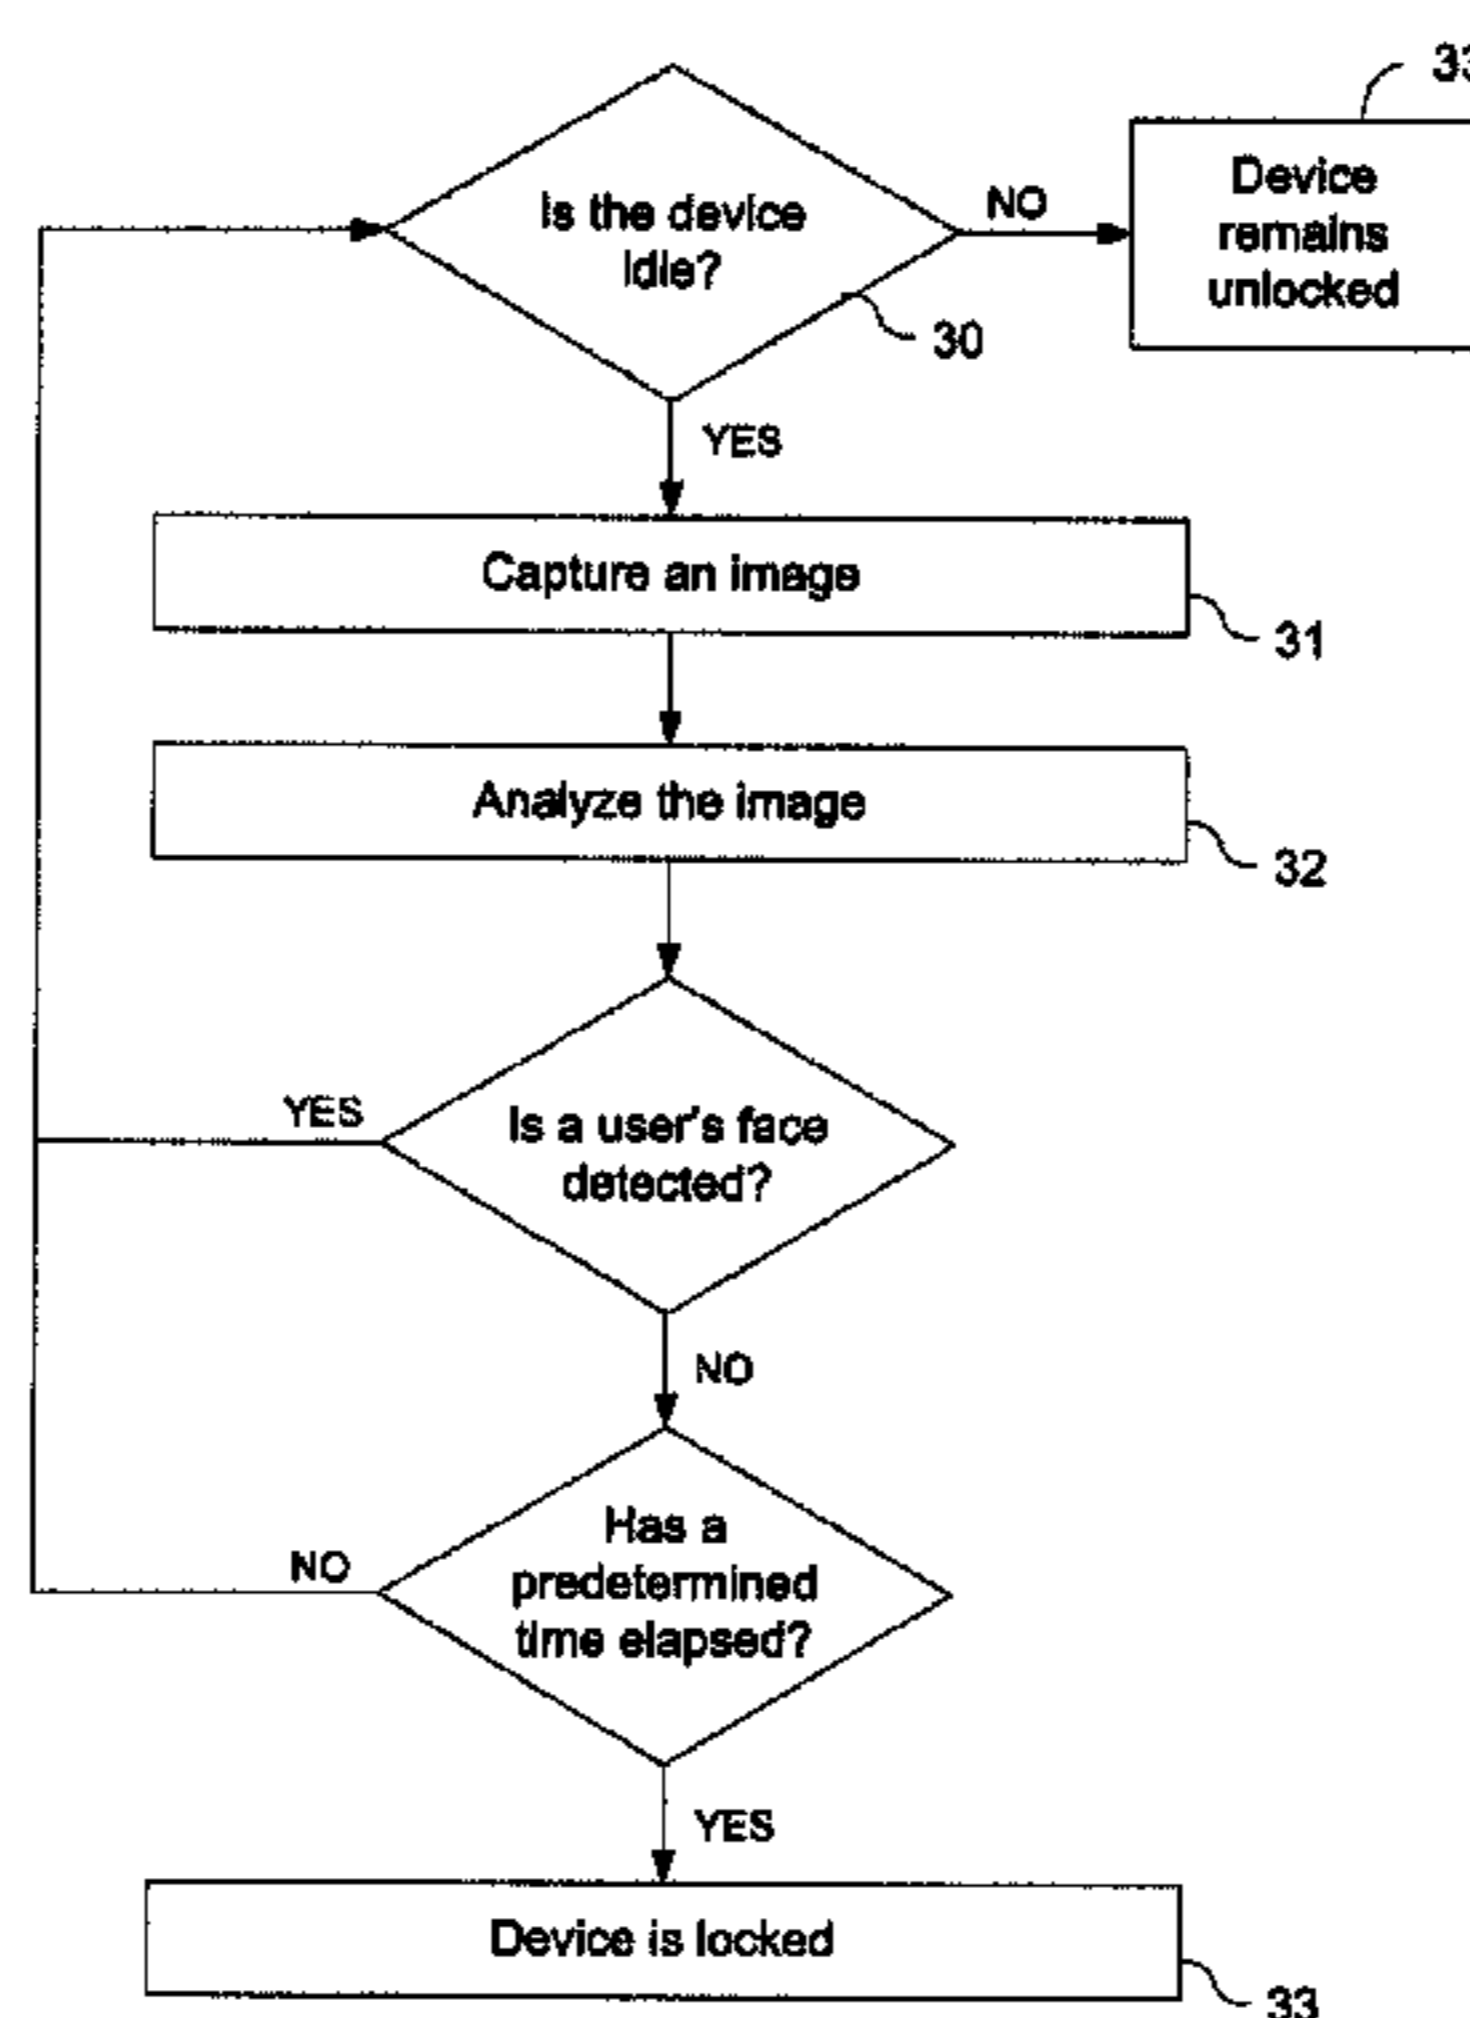 33
Is the device
idle?
NO
Device
remains
unlocked
30
YES
Capture an image
31
Analyze the image
32
YES
Is a user's face
detected?
NO
Has a
predetermined
time elapsed?
NO
YES
Device is locked
33